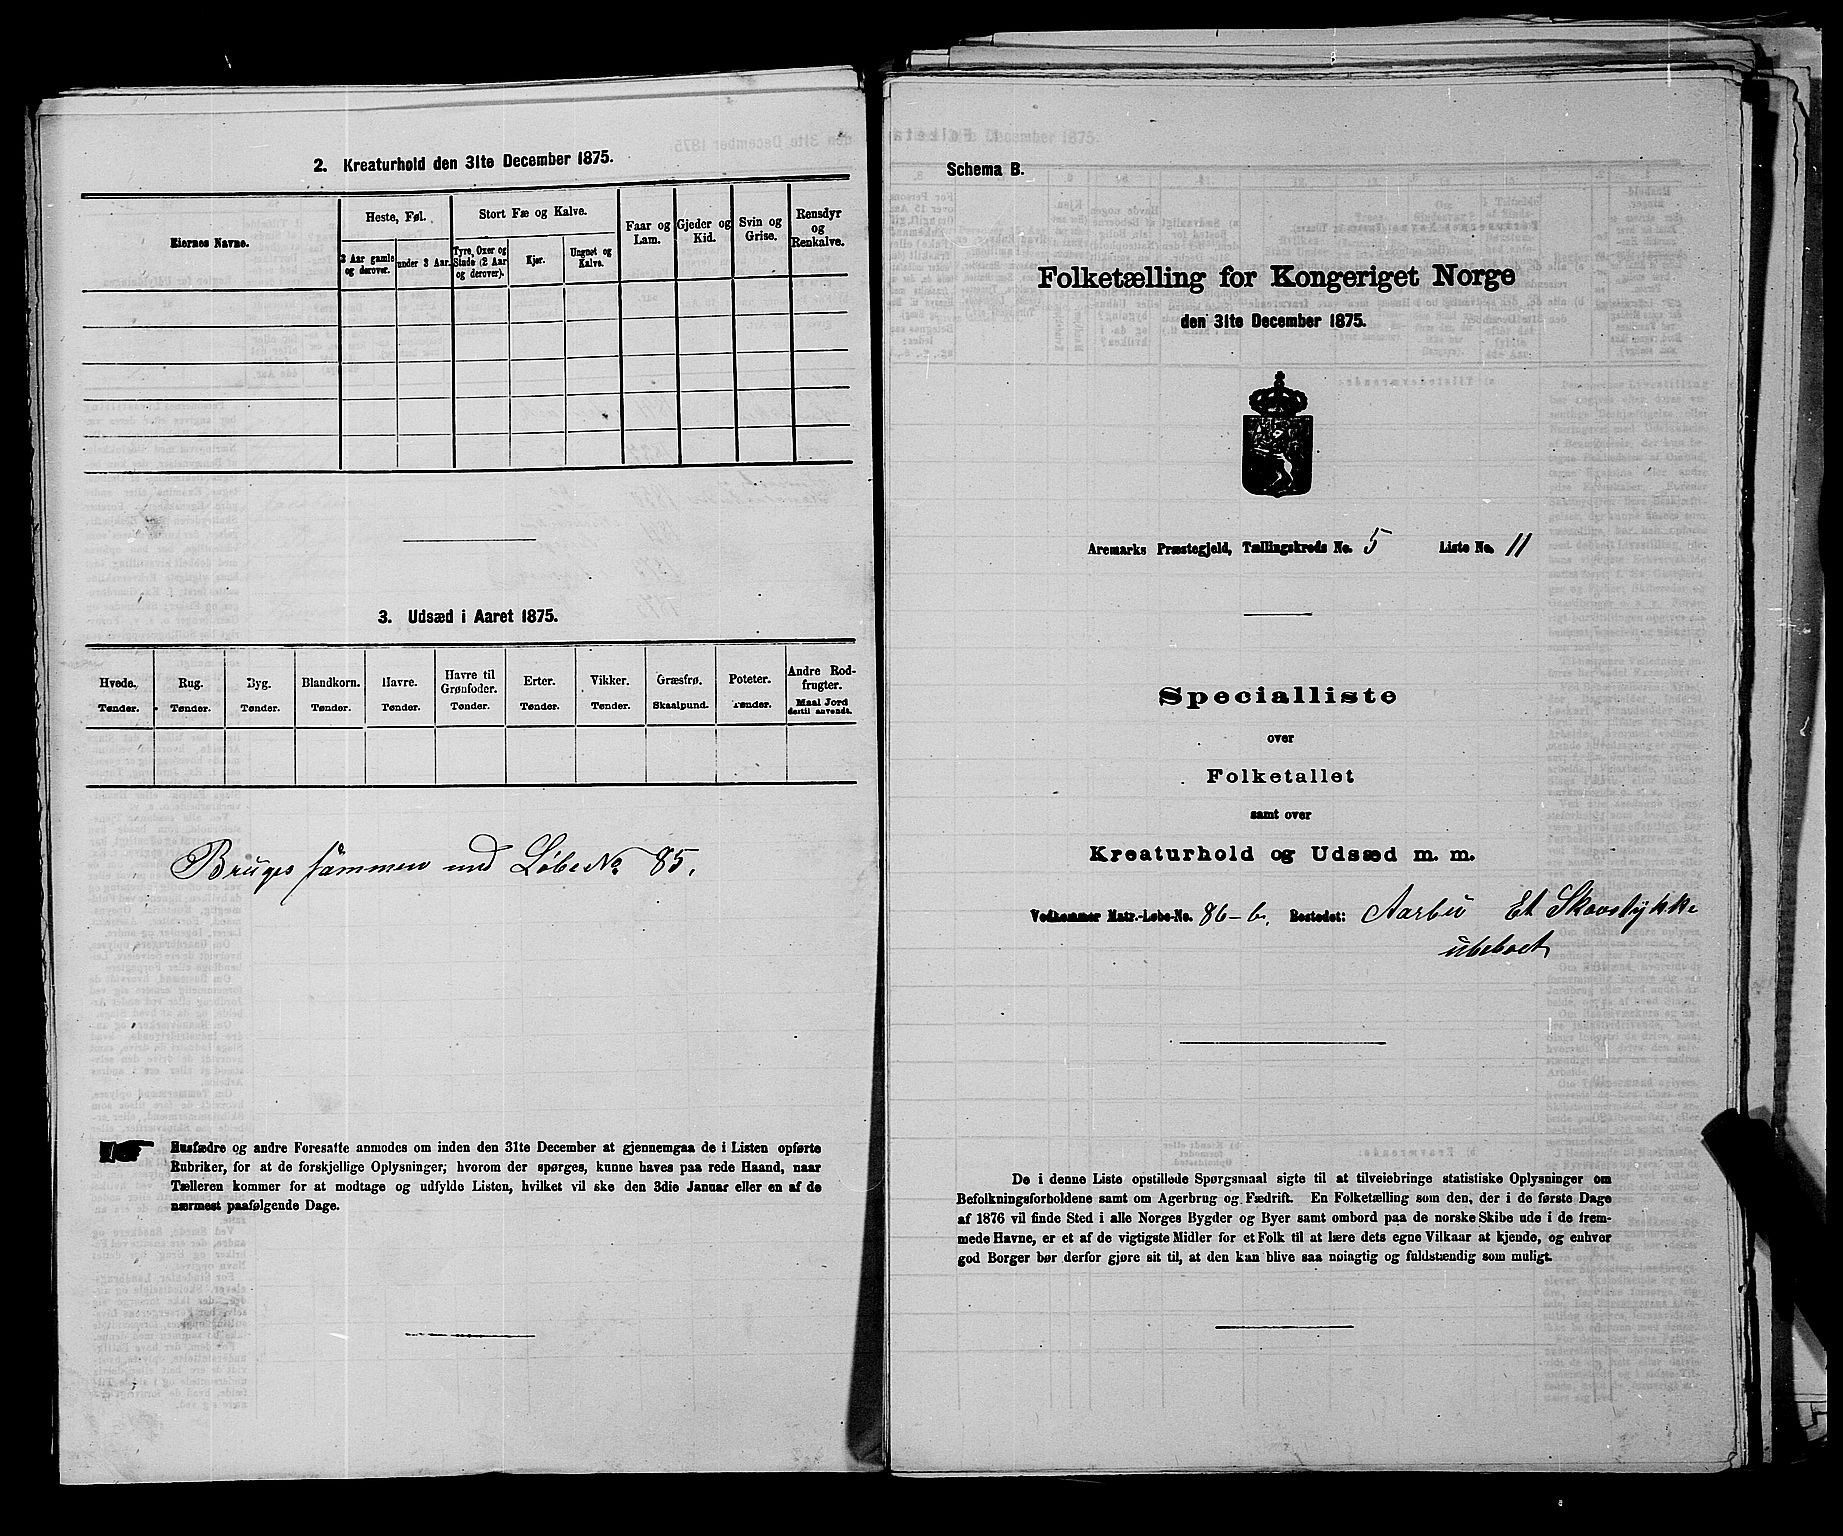 2. Kreaturhold den 31te December 1875.
Eiernes Navne.
Heste, Føl.
3 Aar gamle og derover.
under 3 Aar.
Stort Fæ og Kalve.
Tyre, Oxer og Stude (2 Aar og derover).
Kjør.
Ungnøt og Kalve.
Faar og Lam.
Gjeder og Kid.
Svin og Grise.
Rensdyr og Renkalve.
3. Udsæd i Aaret 1875.
Hvede. Rug. Byg. Blandkorn. Havre. Havre til Grønfoder. Erter. Vikker. Græsfrø. Poteter. Andre Rodfrugter.
Tønder. Tønder. Tønder. Tønder. Tønder. Tønder. Tønder. Tønder. Skaalpund. Tønder. Maal Jord dertil anvendt.
Bruges sammen med Løbe No 85.
Husfædre og andre Foresatte anmodes om inden den 31te December at gjennemgaa de i Listen opførte
Rubriker, for at de forskjellige Oplysninger, hvorom der spørges, kunne haves paa rede Haand, naar
Tælleren kommer for at modtage og udfylde Listen, hvilket vil ske den 3die Januar eller en af de
nærmest paafølgende Dage.
Schema B.
Folketælling for Kongeriget Norge
den 31te December 1875.
Aremarks Præstegjeld, Tællingskreds No. 5 Liste No. 11
Specialliste
over
Folketallet
samt over
Kreaturhold og Udsæd m. m.
Vedkommer Matr.-Løbe-No. 86-b. Bostedet: Aarbu Et Skovstykke
ubeboet
De i denne Liste opstillede Spørgsmaal sigte til at tilveiebringe statistiske Oplysninger om
Befolkningsforholdene samt om Agerbrug og Fædrift. En Folketælling som den, der i de første Dage
af 1876 vil finde Sted i alle Norges Bygder og Byer samt ombord paa de norske Skibe ude i de frem-
mede Havne, er et af de vigtigste Midler for et Folk til at lære dets egne Vilkaar at kjende, og enhver
god Borger bør derfor gjøre sit til, at den kan blive saa nøiagtig og fuldstændig som muligt.